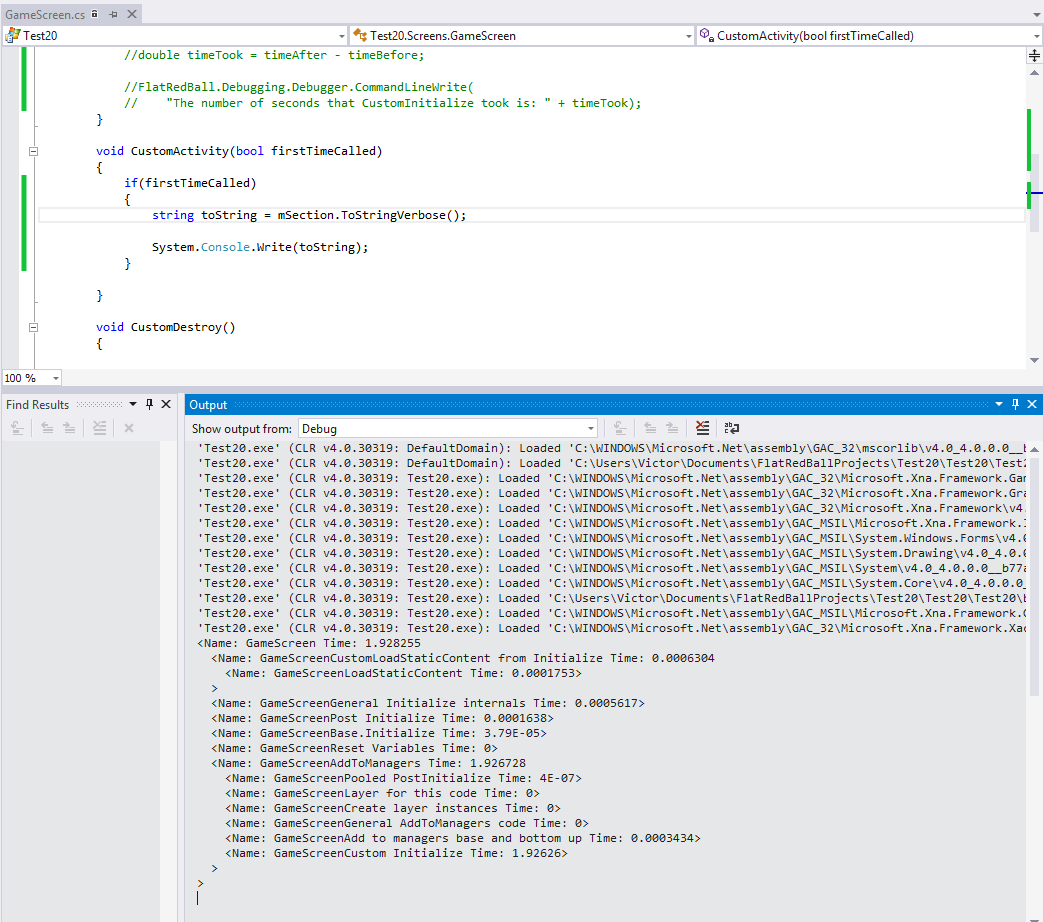 GameScreen.cs
Test20 Test20.Screens.GameScreen CustomActivity(bool firstTimeCalled)
//double timeTook = timeAfter - timeBefore;
//FlatRedBall.Debugging.Debugger.CommandLineWrite(
// "The number of seconds that CustomInitialize took is: " + timeTook);
}
void CustomActivity(bool firstTimeCalled)
{
if(firstTimeCalled)
{
string toString = mSection.ToStringVerbose();
System.Console.Write(toString);
}
}
void CustomDestroy()
{
100 %
Find Results
Output
Show output from: Debug
'Test20.exe' (CLR v4.0.30319: DefaultDomain): Loaded 'C:\WINDOWS\Microsoft.Net\assembly\GAC_32\mscorlib\v4.0_4.0.0.0__b
'Test20.exe' (CLR v4.0.30319: DefaultDomain): Loaded 'C:\Users\Victor\Documents\FlatRedBallProjects\Test20\Test20\Test2
'Test20.exe' (CLR v4.0.30319: Test20.exe): Loaded 'C:\WINDOWS\Microsoft.Net\assembly\GAC_32\Microsoft.Xna.Framework.Gam
'Test20.exe' (CLR v4.0.30319: Test20.exe): Loaded 'C:\WINDOWS\Microsoft.Net\assembly\GAC_32\Microsoft.Xna.Framework.Gra
'Test20.exe' (CLR v4.0.30319: Test20.exe): Loaded 'C:\WINDOWS\Microsoft.Net\assembly\GAC_32\Microsoft.Xna.Framework\v4.
'Test20.exe' (CLR v4.0.30319: Test20.exe): Loaded 'C:\WINDOWS\Microsoft.Net\assembly\GAC_MSIL\Microsoft.Xna.Framework.
'Test20.exe' (CLR v4.0.30319: Test20.exe): Loaded 'C:\WINDOWS\Microsoft.Net\assembly\GAC_MSIL\System.Windows.Forms\v4.0
'Test20.exe' (CLR v4.0.30319: Test20.exe): Loaded 'C:\WINDOWS\Microsoft.Net\assembly\GAC_MSIL\System.Drawing\v4.0_4.0.0
'Test20.exe' (CLR v4.0.30319: Test20.exe): Loaded 'C:\WINDOWS\Microsoft.Net\assembly\GAC_MSIL\System\v4.0_4.0.0.0__b77a
'Test20.exe' (CLR v4.0.30319: Test20.exe): Loaded 'C:\WINDOWS\Microsoft.Net\assembly\GAC_MSIL\System.Core\v4.0_4.0.0.0_
'Test20.exe' (CLR v4.0.30319: Test20.exe): Loaded 'C:\Users\Victor\Documents\FlatRedBallProjects\Test20\Test20\Test20\b
'Test20.exe' (CLR v4.0.30319: Test20.exe): Loaded 'C:\WINDOWS\Microsoft.Net\assembly\GAC_MSIL\Microsoft.Xna.Framework.
'Test20.exe' (CLR v4.0.30319: Test20.exe): Loaded 'C:\WINDOWS\Microsoft.Net\assembly\GAC_32\Microsoft.Xna.Framework.Xac
<Name: GameScreen Time: 1.928255
<Name: GameScreenCustomLoadStaticContent from Initialize Time: 0.0006304
<Name: GameScreenLoadStaticContent Time: 0.0001753>
>
<Name: GameScreenGeneral Initialize internals Time: 0.0005617>
<Name: GameScreenPost Initialize Time: 0.0001638>
<Name: GameScreenBase.Initialize Time: 3.79E-05>
<Name: GameScreenReset Variables Time: 0>
<Name: GameScreenAddToManagers Time: 1.926728
<Name: GameScreenPooled PostInitialize Time: 4E-07>
<Name: GameScreenLayer for this code Time: 0>
<Name: GameScreenCreate layer instances Time: 0>
<Name: GameScreenGeneral AddToManagers code Time: 0>
<Name: GameScreenAdd to managers base and bottom up Time: 0.0003434>
<Name: GameScreenCustom Initialize Time: 1.92626>
>
>